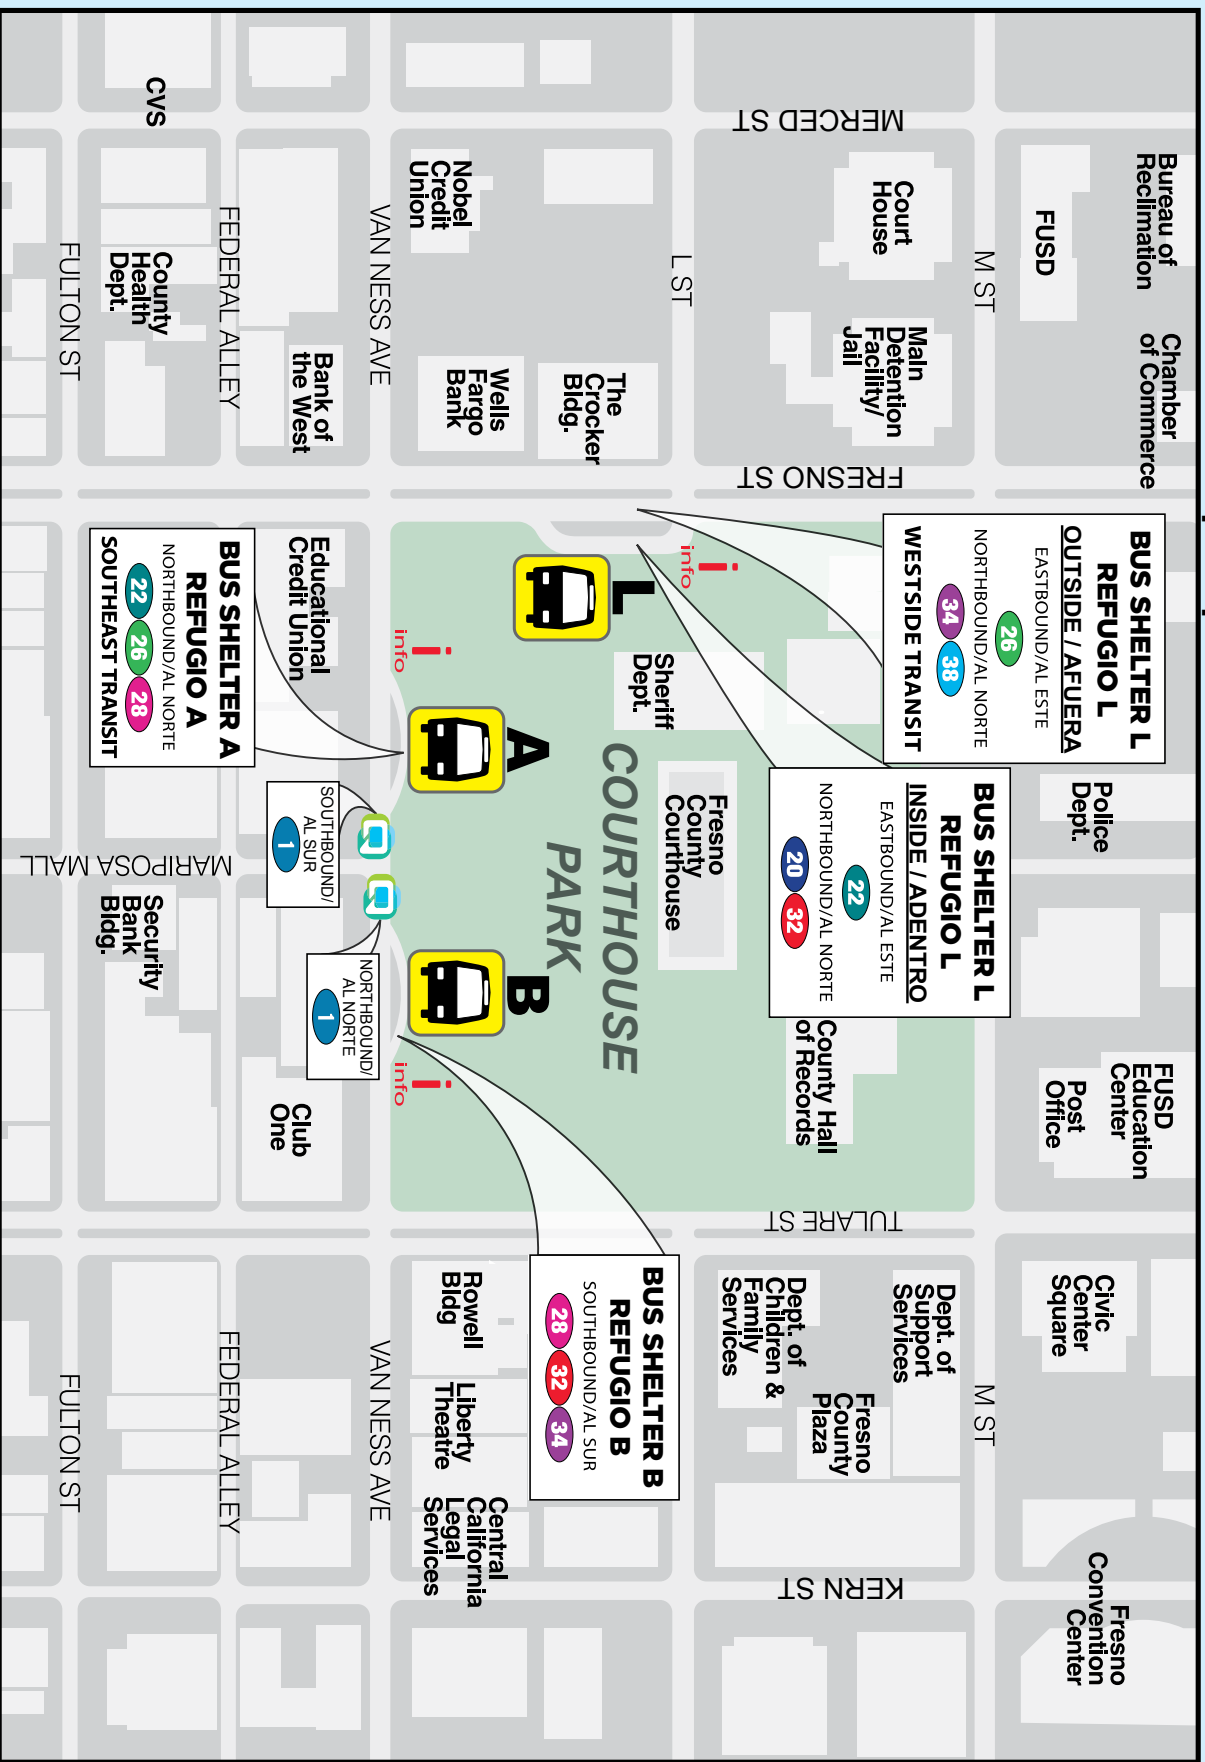 Bureau of
Reclimation
Chamber
of Commerce
FUSD
M ST
MERCED ST
Court
House
Main
Detention
Facility/
Jail
L ST
FRESNO ST
Nobel
Credit
Union
The
Crocker
Bldg.
Wells
Fargo
Bank
VAN NESS AVE
CVS
Bank of
the West
FEDERAL ALLEY
County
Health
Dept.
FULTON ST
BUS SHELTER L
REFUGIO L
OUTSIDE / AFUERA
EASTBOUND/AL ESTE
26
NORTHBOUND/AL NORTE
34 38
WESTSIDE TRANSIT
BUS SHELTER L
REFUGIO L
INSIDE / ADENTRO
EASTBOUND/AL ESTE
22
NORTHBOUND/AL NORTE
20 32
Police
Dept.
FUSD
Education
Center
Post
Office
County Hall
of Records
Fresno
County
Courthouse
Sheriff
Dept.
COURTHOUSE
PARK
L
i
info
A
i
info
B
i
info
BUS SHELTER A
REFUGIO A
NORTHBOUND/AL NORTE
22 26 28
SOUTHEAST TRANSIT
Educational
Credit Union
SOUTHBOUND/
AL SUR
1
NORTHBOUND/
AL NORTE
1
MARIPOSA MALL
Security
Bank
Bldg.
Club
One
TULARE ST
BUS SHELTER B
REFUGIO B
SOUTHBOUND/AL SUR
28 32 34
Civic
Center
Square
Dept. of
Support
Services
Dept. of
Children &
Family
Services
Fresno
County
Plaza
M ST
Rowell
Bldg
Liberty
Theatre
Central
California
Legal
Services
VAN NESS AVE
FEDERAL ALLEY
FULTON ST
KERN ST
Fresno
Convention
Center